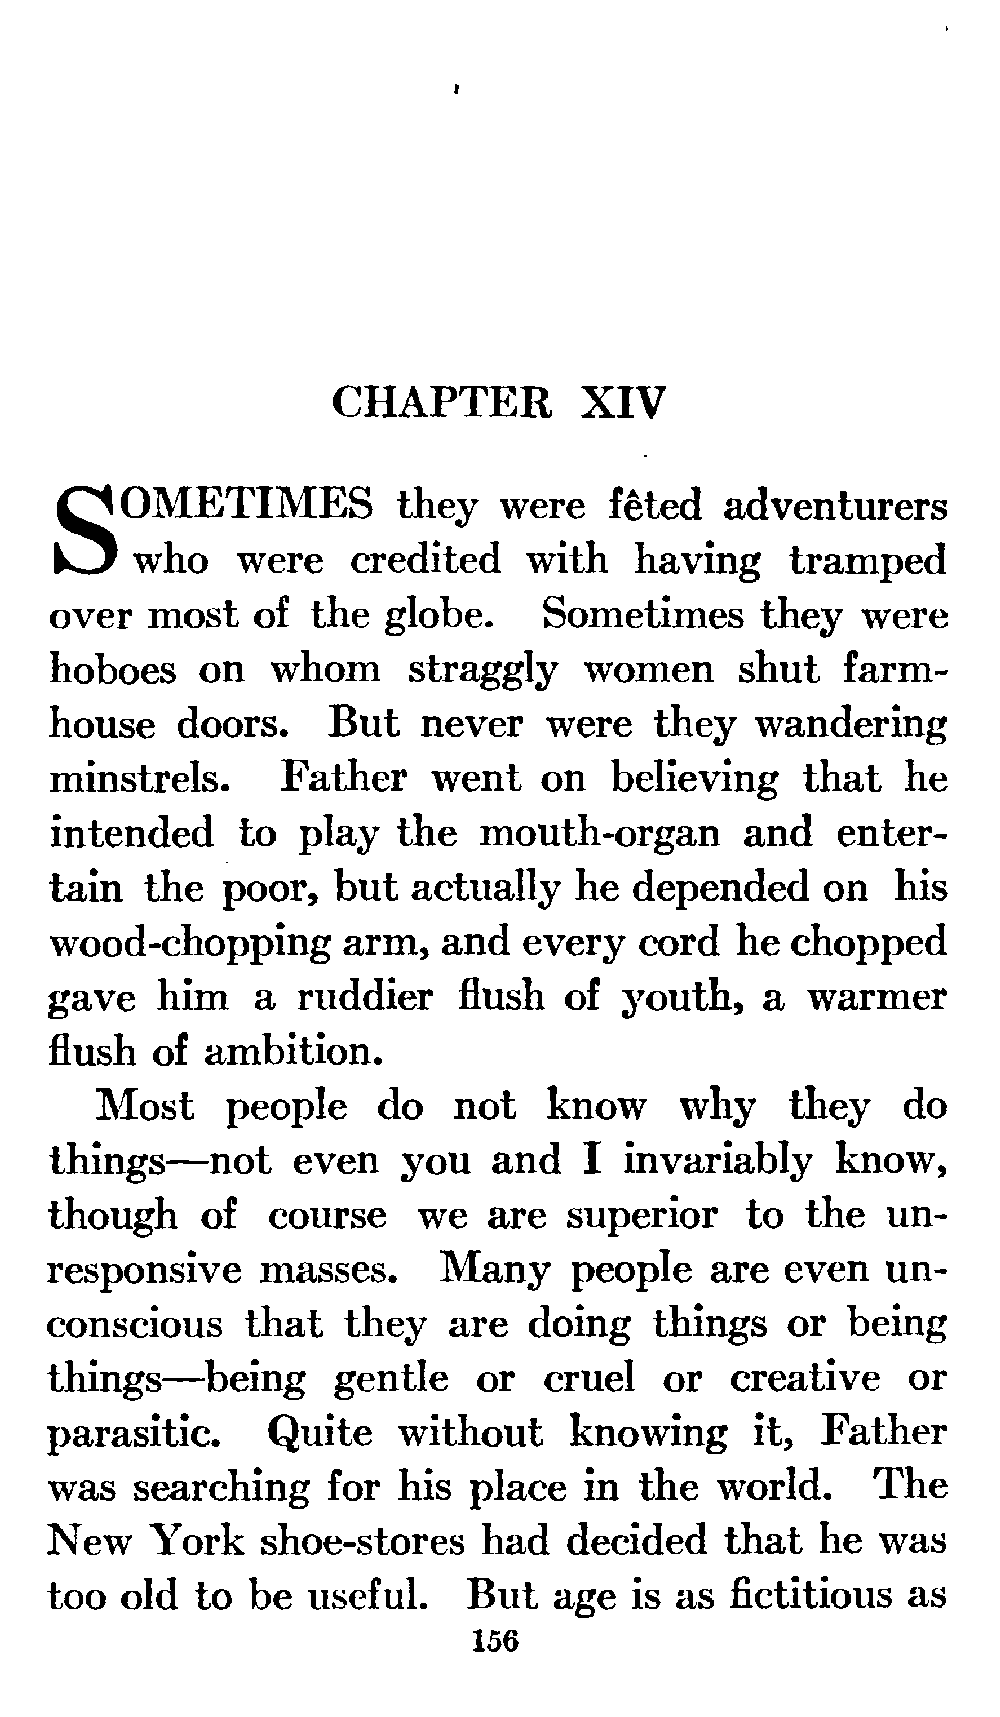 CHAPTER XIV
SOMETIMES they were fêted adventurers
who were credited with having tramped
over most of the globe. Sometimes they were
hoboes on whom straggly women shut farm-
house doors. But never were they wandering
minstrels. Father went on believing that he
intended to play the mouth-organ and enter-
tain the poor, but actually he depended on his
wood-chopping arm, and every cord he chopped
gave him a ruddier flush of youth, a warmer
flush of ambition.
Most people do not know why they do
things—not even you and I invariably know,
though of course we are superior to the un-
responsive masses. Many people are even un-
conscious that they are doing things or being
things—being gentle or cruel or creative or
parasitic. Quite without knowing it, Father
was searching for his place in the world. The
New York shoe-stores had decided that he was
too old to be useful. But age is as fictitious as
156